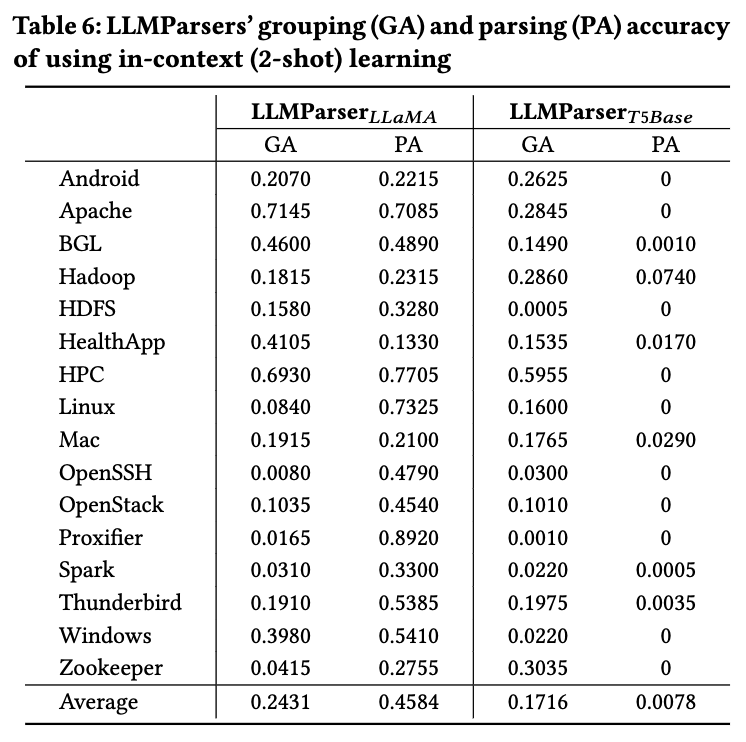 Table 6: LLMParsers' grouping (GA) and parsing (PA) accuracy
of using in-context (2-shot) learning
LLMParserLLaMA LLMParserT5Base
GA PA GA PA
Android 0.2070 0.2215 0.2625 0
Apache 0.7145 0.7085 0.2845 0
BGL 0.4600 0.4890 0.1490 0.0010
Hadoop 0.1815 0.2315 0.2860 0.0740
HDFS 0.1580 0.3280 0.0005 0
HealthApp 0.4105 0.1330 0.1535 0.0170
HPC 0.6930 0.7705 0.5955 0
Linux 0.0840 0.7325 0.1600 0
Mac 0.1915 0.2100 0.1765 0.0290
OpenSSH 0.0080 0.4790 0.0300 0
OpenStack 0.1035 0.4540 0.1010 0
Proxifier 0.0165 0.8920 0.0010 0
Spark 0.0310 0.3300 0.0220 0.0005
Thunderbird 0.1910 0.5385 0.1975 0.0035
Windows 0.3980 0.5410 0.0220 0
Zookeeper 0.0415 0.2755 0.3035 0
Average 0.2431 0.4584 0.1716 0.0078